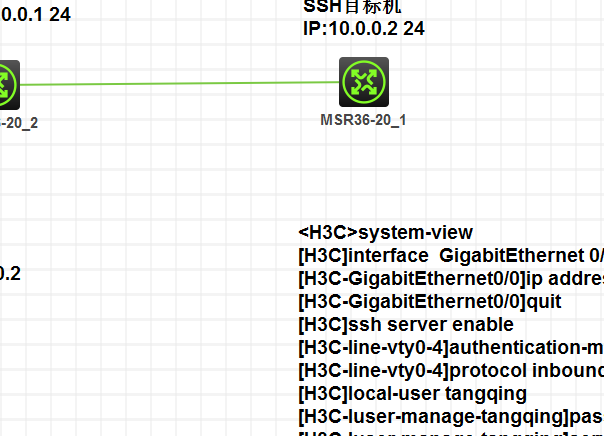 0.0.1 24
SSH目标机
IP:10.0.0.2 24
-20_2
MSR36-20_1
<H3C>system-view
[H3C]interface  GigabitEthernet 0/
0.2
[H3C-GigabitEthernet0/0]ip addres
[H3C-GigabitEthernet0/0]quit
[H3C]ssh server enable
[H3C-line-vty0-4]authentication-m
[H3C-line-vty0-4]protocol inbound
[H3C]local-user tangqing
[H3C-luser-manage-tangqing]pas